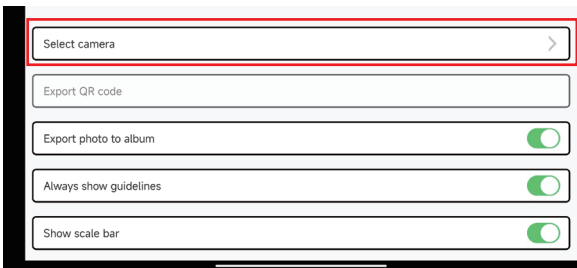 Select camera
Export QR code
Export photo to album
Always show guidelines
Show scale bar